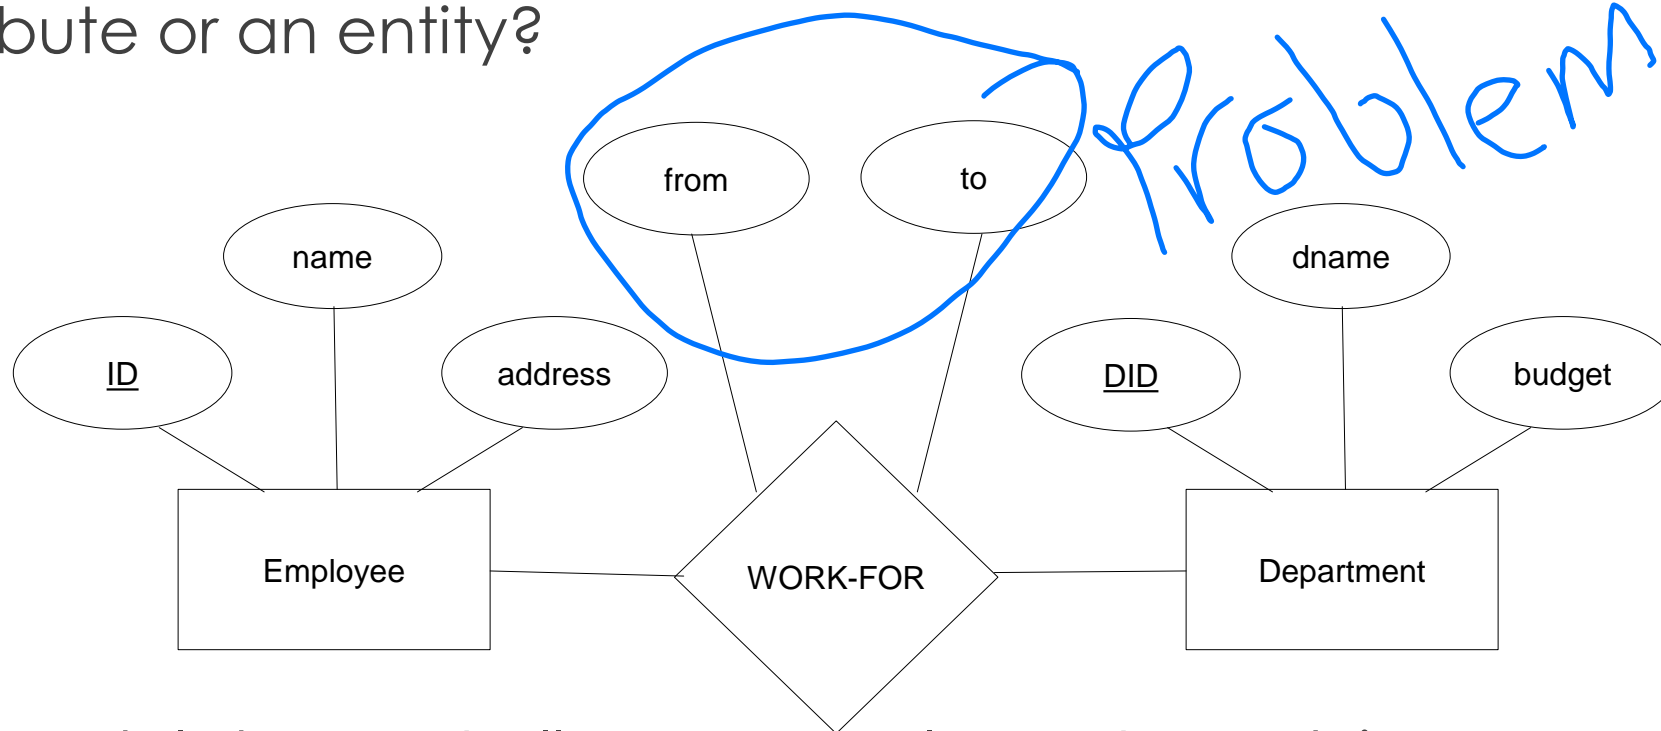 bute or an entity?
Problem
from
to
name
dname
ID
address
DID
budget
Employee
WORK-FOR
Department